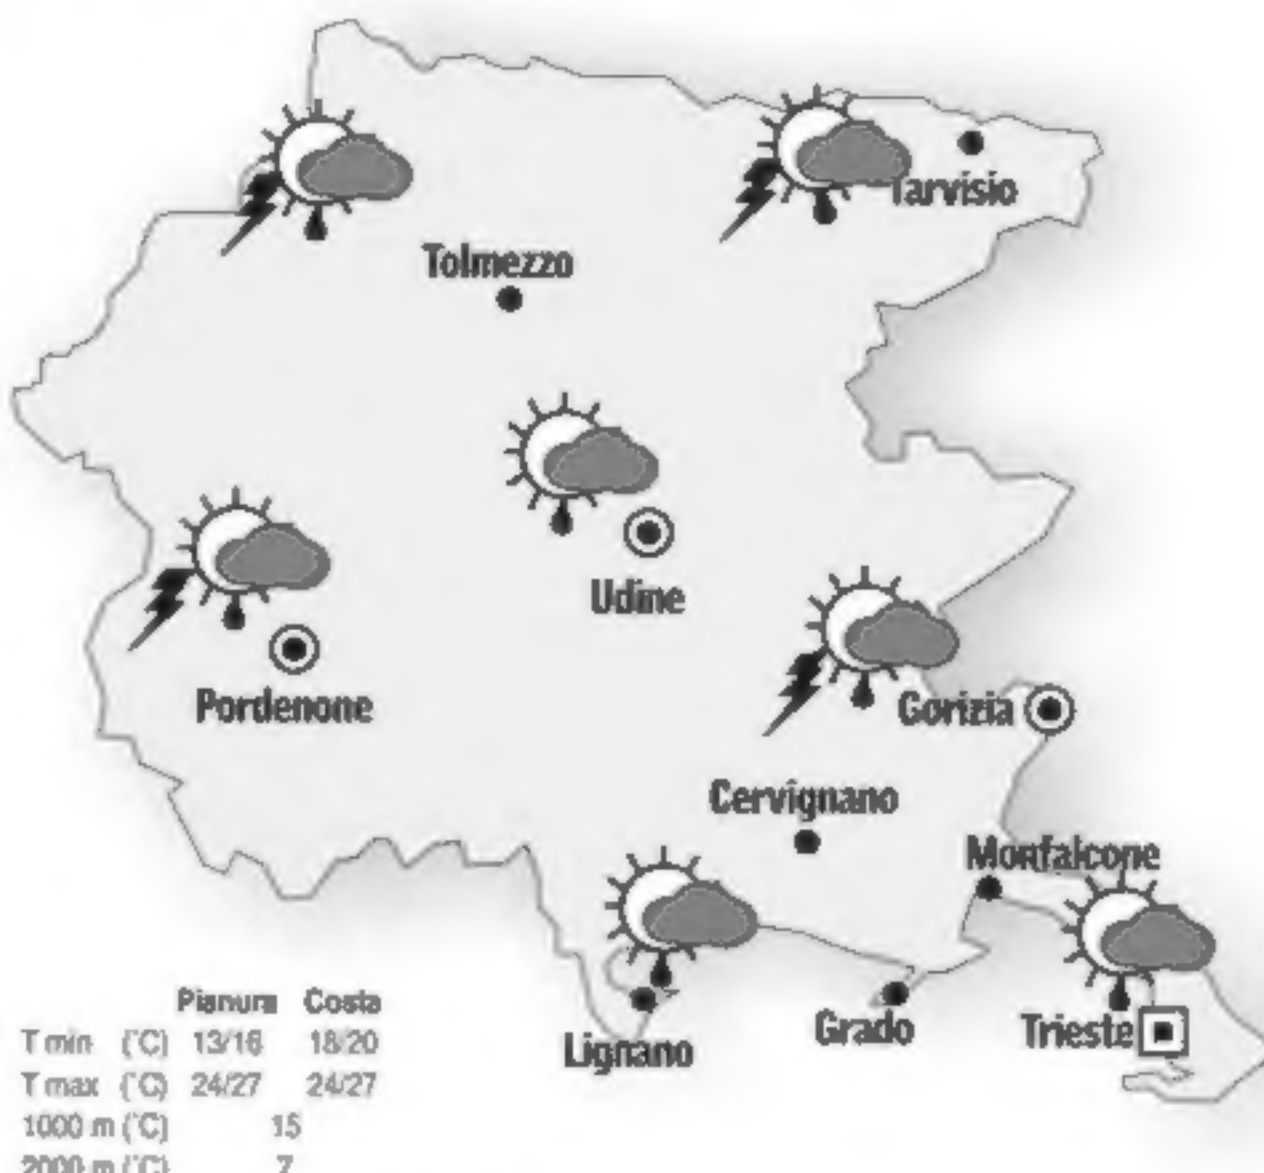 Tarvisio
Tolmezzo
Udine
Pordenone
Gorizia
Cervignano
Monfalcone
Grado
Trieste
Lignano
Pianura Costa
T min (°C) 13/16 18/20
T max (°C) 24/27 24/27
1000 m (°C) 15
2000 m (°C) 7